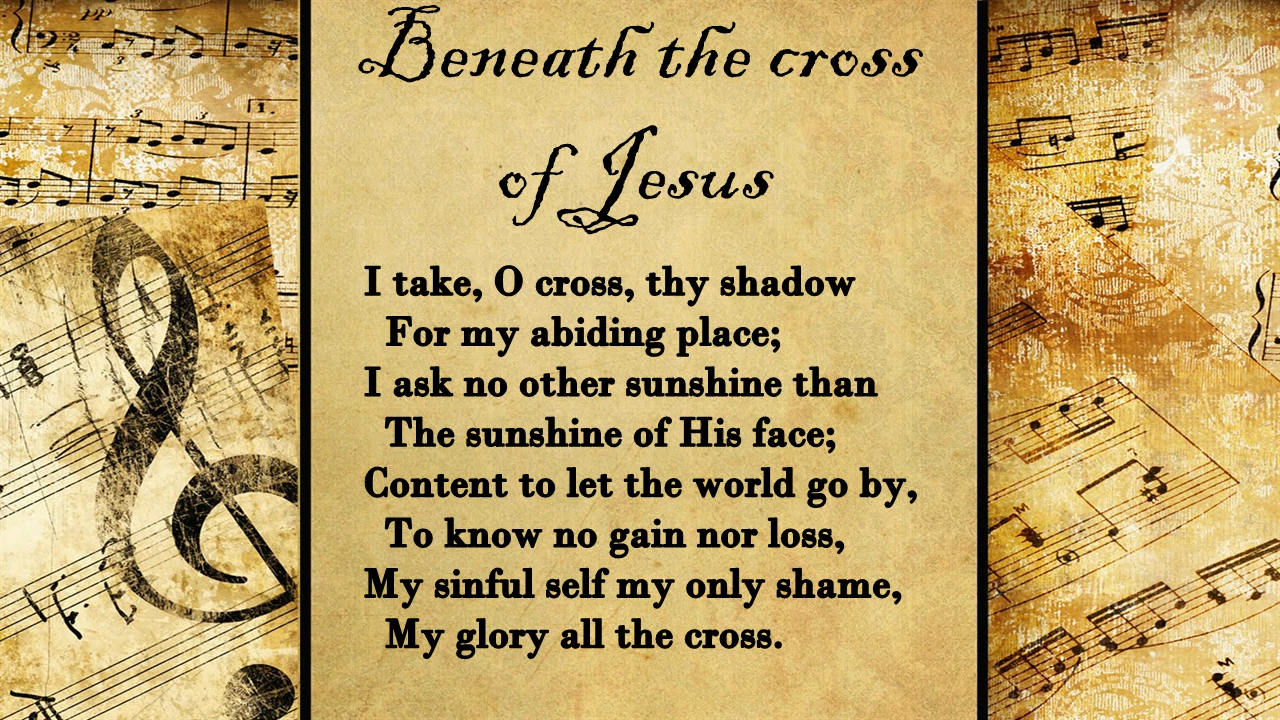 Beneath the cross
of Jesus
I take, O cross, thy shadow
For my abiding place;
I ask no other sunshine than
The sunshine of His face;
Content to let the world go by,
To know no gain nor loss,
My sinful self my only shame,
My glory all the cross.